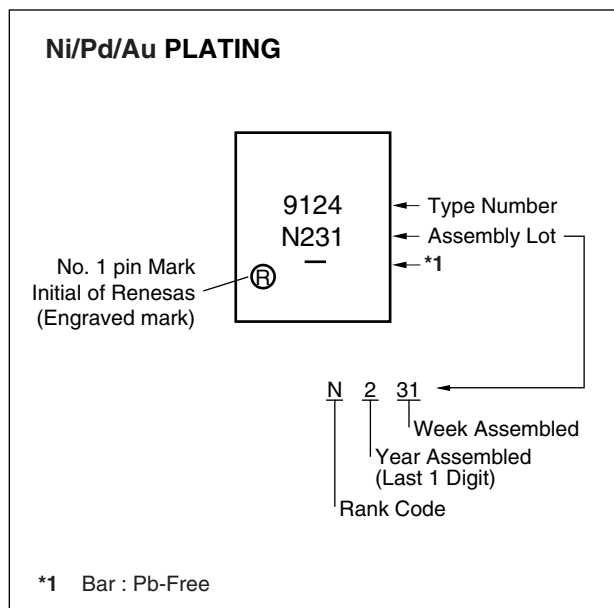 Ni/Pd/Au PLATING
9124
N231
—
R
Type Number
Assembly Lot
*1
No. 1 pin Mark
Initial of Renesas
(Engraved mark)
N 2 31
Week Assembled
Year Assembled
(Last 1 Digit)
Rank Code
*1 Bar : Pb-Free